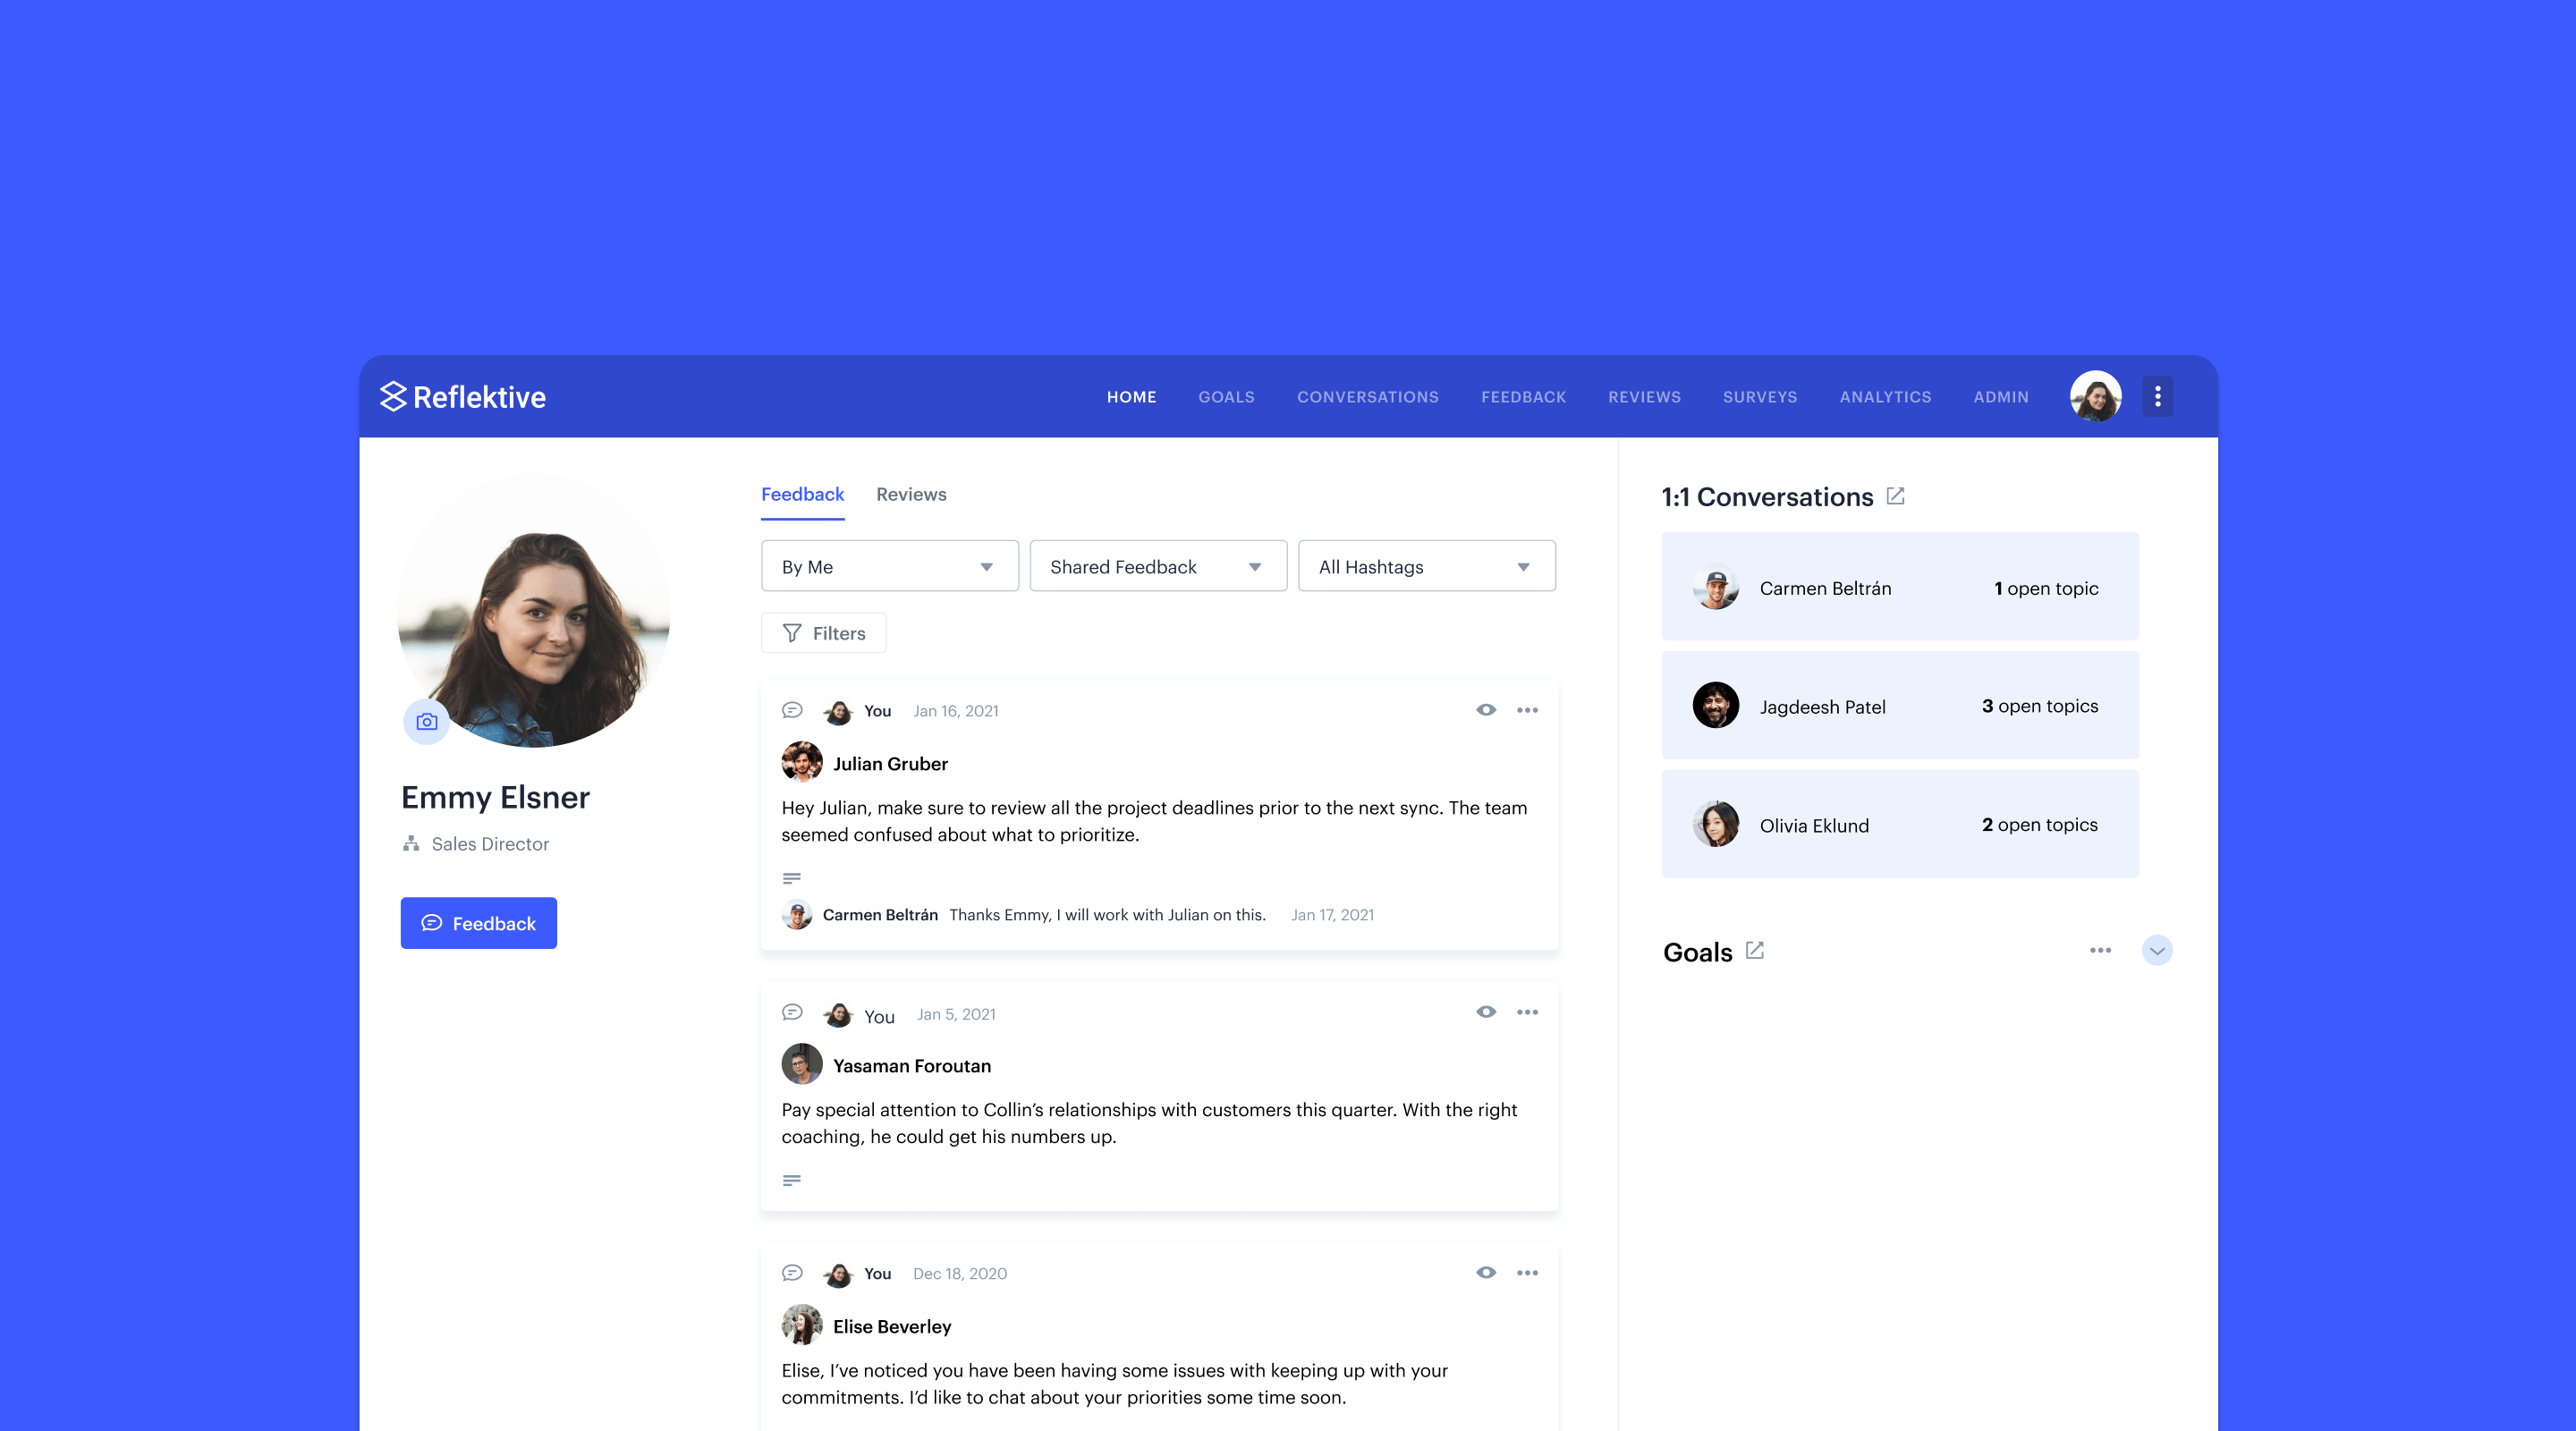 Reflektive
HOME GOALS CONVERSATIONS FEEDBACK REVIEWS SURVEYS ANALYTICS ADMIN
Emmy Elsner
Sales Director
Feedback
Feedback Reviews
By Me Shared Feedback All Hashtags
Filters
You Jan 16, 2021
Julian Gruber
Hey Julian, make sure to review all the project deadlines prior to the next sync. The team
seemed confused about what to prioritize.
Carmen Beltrán Thanks Emmy, I will work with Julian on this. Jan 17, 2021
You Jan 5, 2021
Yasaman Foroutan
Pay special attention to Collin’s relationships with customers this quarter. With the right
coaching, he could get his numbers up.
You Dec 18, 2020
Elise Beverley
Elise, I’ve noticed you have been having some issues with keeping up with your
commitments. I’d like to chat about your priorities some time soon.
1:1 Conversations
Carmen Beltrán 1 open topic
Jagdeesh Patel 3 open topics
Olivia Eklund 2 open topics
Goals